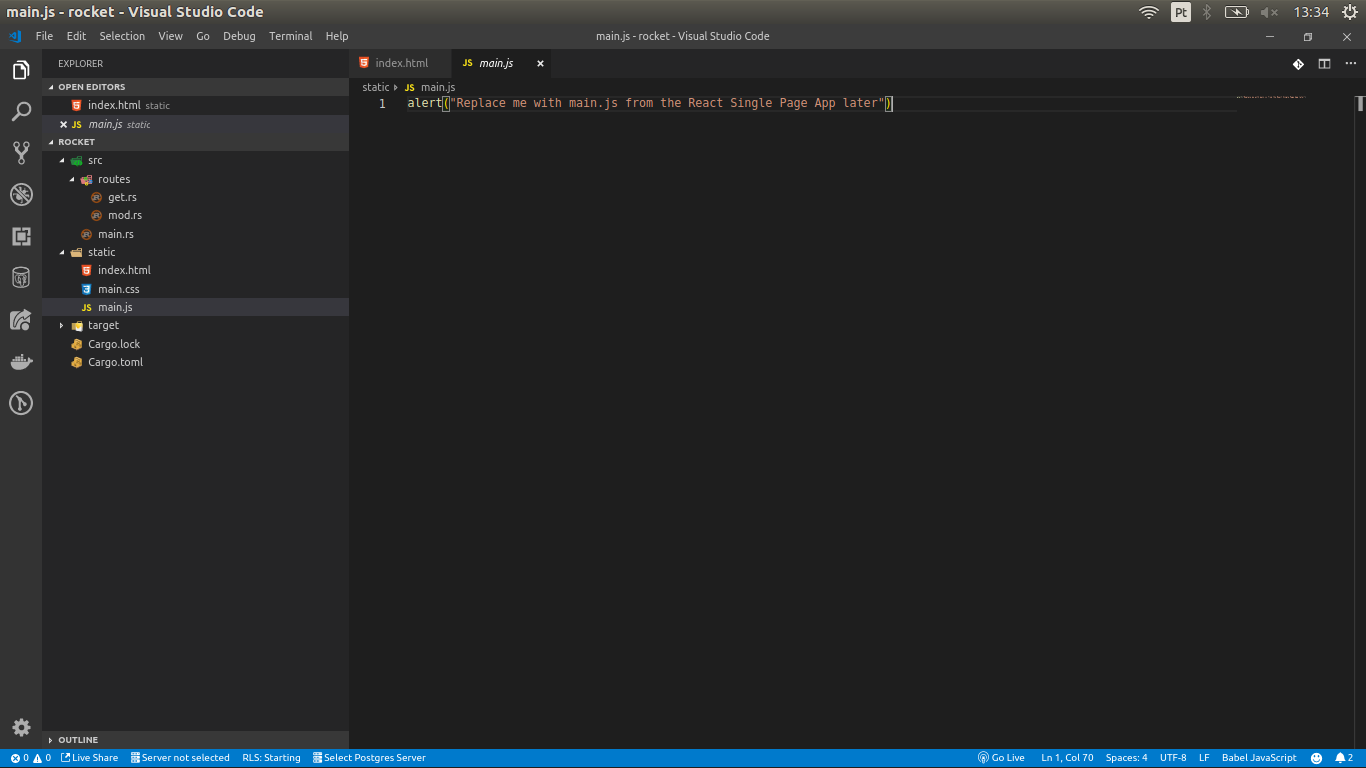 main.js - rocket - Visual Studio Code
Pt
13:34
File Edit Selection View Go Debug Terminal Help
main.js - rocket - Visual Studio Code
EXPLORER
OPEN EDITORS
index.html static
JS main.js static
ROCKET
src
routes
get.rs
mod.rs
main.rs
static
index.html
main.css
JS main.js
target
Cargo.lock
Cargo.toml
OUTLINE
index.html
JS main.js
static JS main.js
1 alert("Replace me with main.js from the React Single Page App later")
0 0 Live Share Server not selected RLS: Starting Select Postgres Server
Go Live Ln 1, Col 70 Spaces: 4 UTF-8 LF Babel JavaScript 2